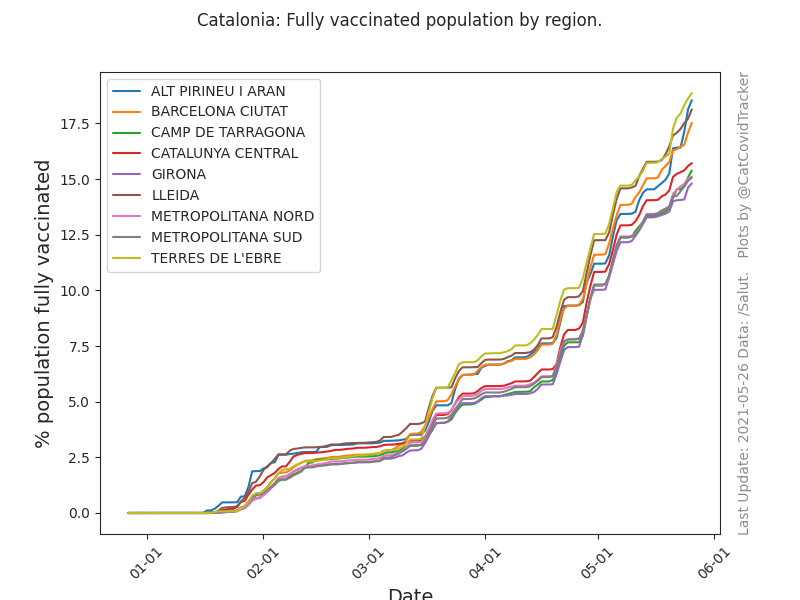 Catalonia: Fully vaccinated population by region.
ALT PIRINEU I ARAN
BARCELONA CIUTAT
CAMP DE TARRAGONA
CATALUNYA CENTRAL
GIRONA
LLEIDA
METROPOLITANA NORD
METROPOLITANA SUD
TERRES DE L'EBRE
% population fully vaccinated
17.5
15.0
12.5
10.0
7.5
5.0
2.5
0.0
01-01
02-01
03-01
04-01
05-01
06-01
Date
Last Update: 2021-05-26 Data: /Salut. Plots by @CatCovidTracker